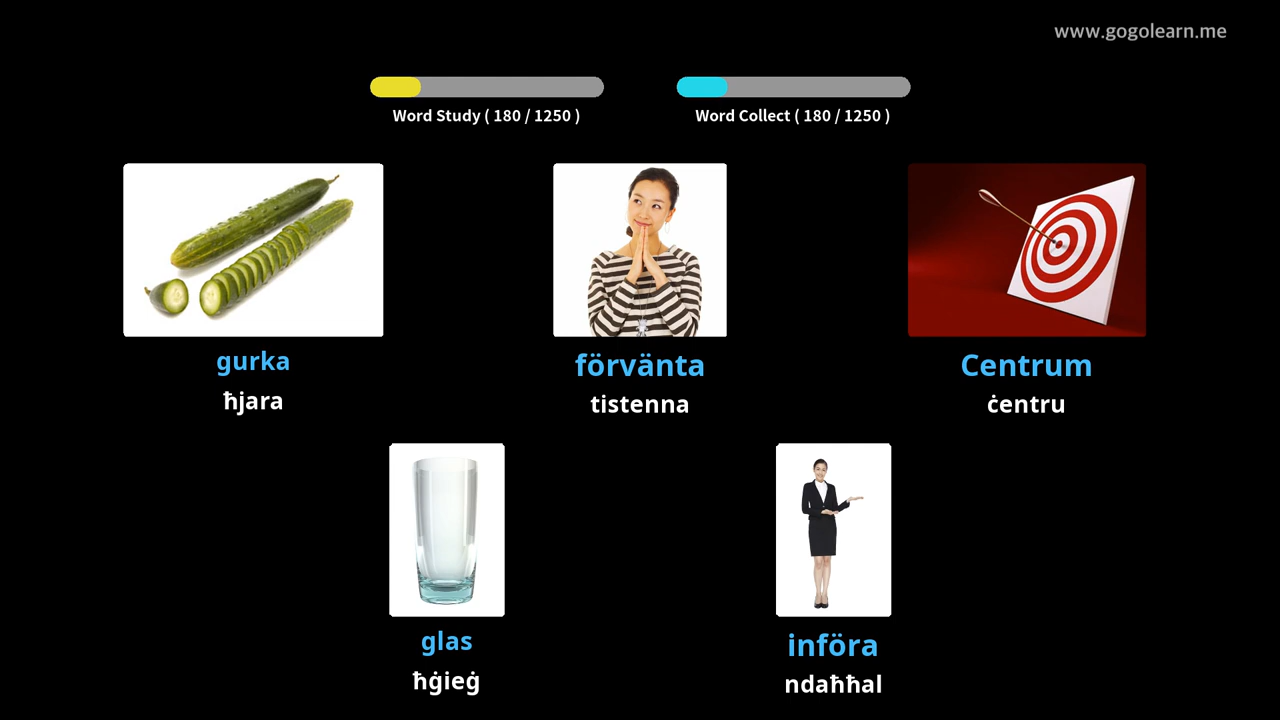 www.gogolearn.me
Word Study ( 180 / 1250 )
Word Collect ( 180 / 1250 )
gurka
ħjara
förvänta
tistenna
Centrum
ċentru
glas
ħġieġ
införa
ndaħħal